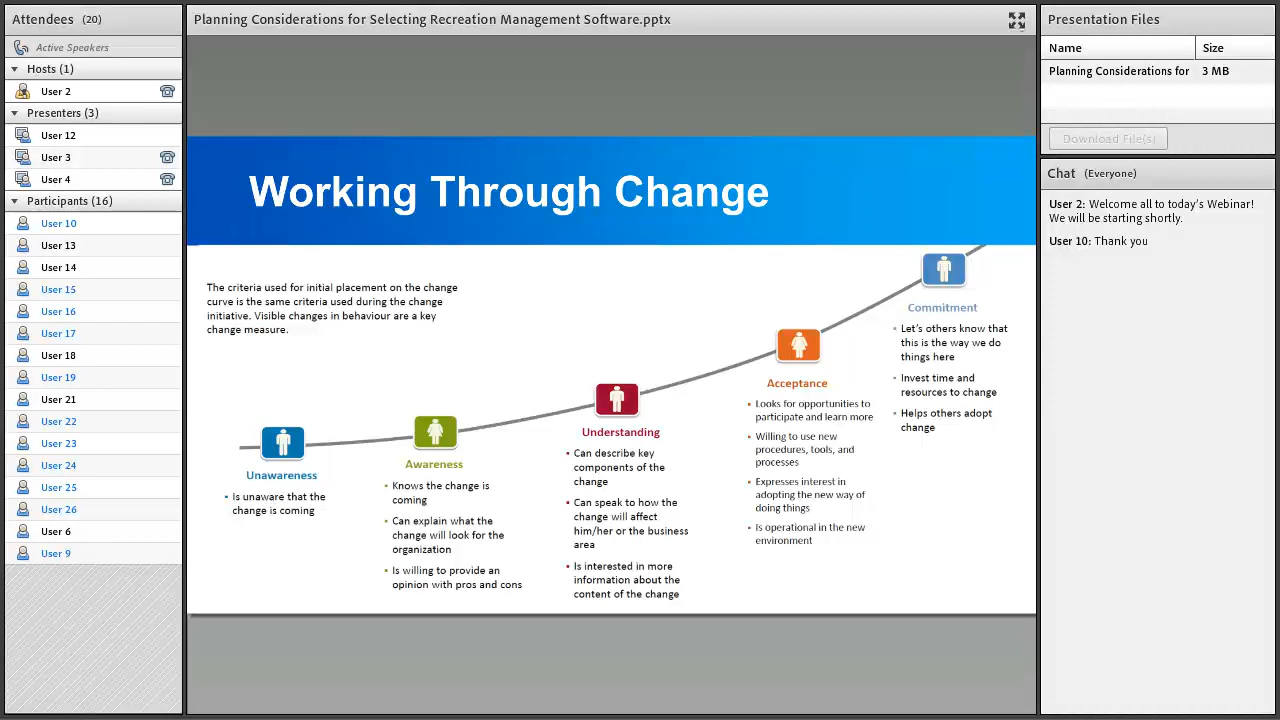 Attendees (20)
Active Speakers
Hosts (1)
User 2
Presenters (3)
User 12
User 3
User 4
Participants (16)
User 10
User 13
User 14
User 15
User 16
User 17
User 18
User 19
User 21
User 22
User 23
User 24
User 25
User 26
User 6
User 9
Planning Considerations for Selecting Recreation Management Software.pptx
Working Through Change
The criteria used for initial placement on the change
curve is the same criteria used during the change
initiative. Visible changes in behaviour are a key
change measure.
Unawareness
▪ Is unaware that the
change is coming
Awareness
▪ Knows the change is
coming
▪ Can explain what the
change will look for the
organization
▪ Is willing to provide an
opinion with pros and cons
Understanding
▪ Can describe key
components of the
change
▪ Can speak to how the
change will affect
him/her or the business
area
▪ Is interested in more
information about the
content of the change
Acceptance
▪ Looks for opportunities to
participate and learn more
▪ Willing to use new
procedures, tools, and
processes
▪ Expresses interest in
adopting the new way of
doing things
▪ Is operational in the new
environment
Commitment
▪ Let's others know that
this is the way we do
things here
▪ Invest time and
resources to change
▪ Helps others adopt
change
Presentation Files
Name Size
Planning Considerations for 3 MB
Download File(s)
Chat (Everyone)
User 2: Welcome all to today's Webinar!
We will be starting shortly.
User 10: Thank you